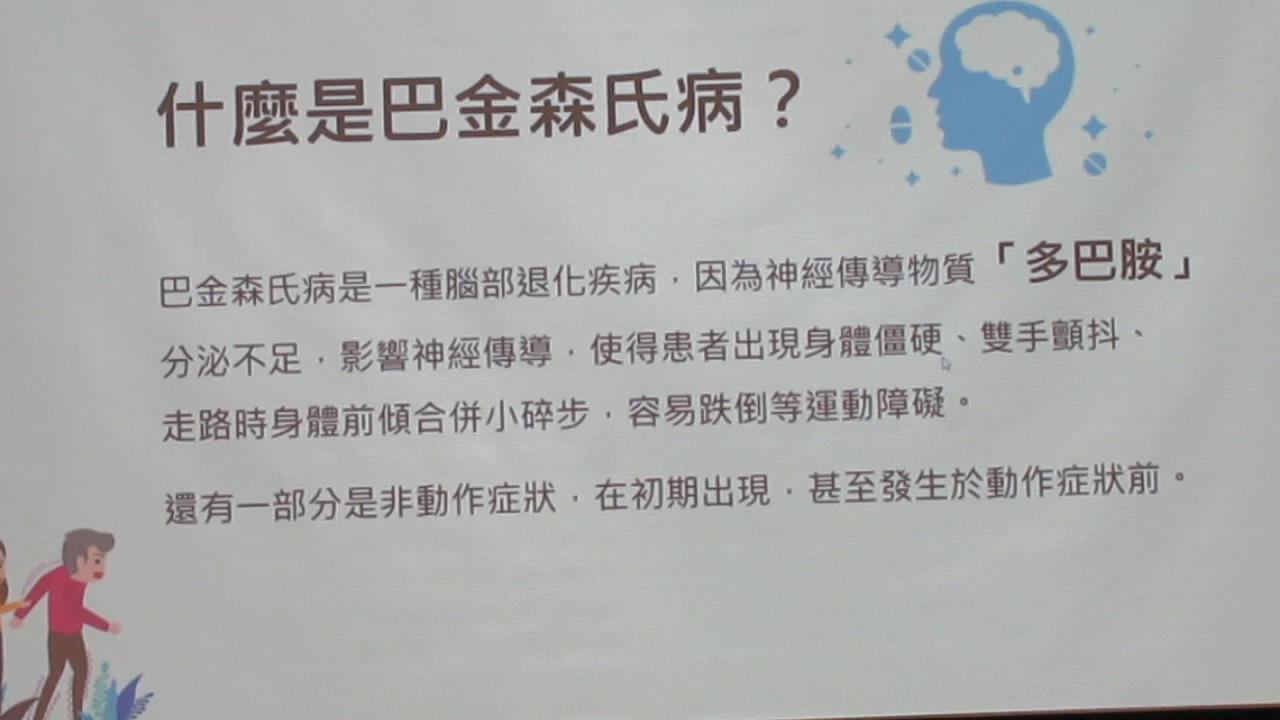 什麼是巴金森氏病？
巴金森氏病是一種腦部退化疾病，因為神經傳導物質「多巴胺」
分泌不足，影響神經傳導，使得患者出現身體僵硬、雙手顫抖、
走路時身體前傾合併小碎步，容易跌倒等運動障礙。
還有一部分是非動作症狀，在初期出現，甚至發生於動作症狀前。